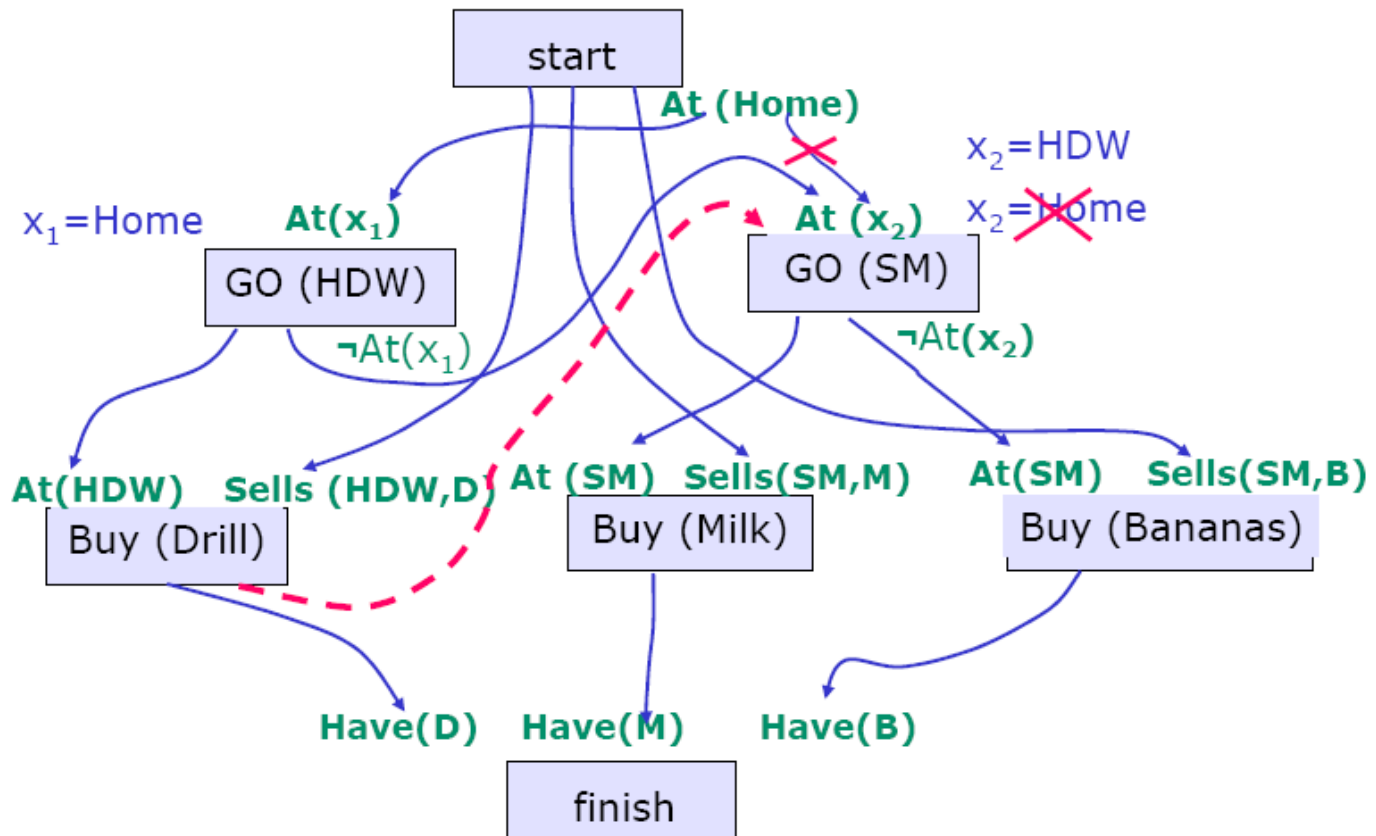 start
At (Home)
x₂=HDW
x₂=Home
x₁=Home
At(x₁)
At (x₂)
GO (HDW)
GO (SM)
¬At(x₁)
¬At(x₂)
At(HDW) Sells (HDW,D)
At (SM) Sells(SM,M)
At(SM) Sells(SM,B)
Buy (Drill)
Buy (Milk)
Buy (Bananas)
Have(D)
Have(M)
Have(B)
finish